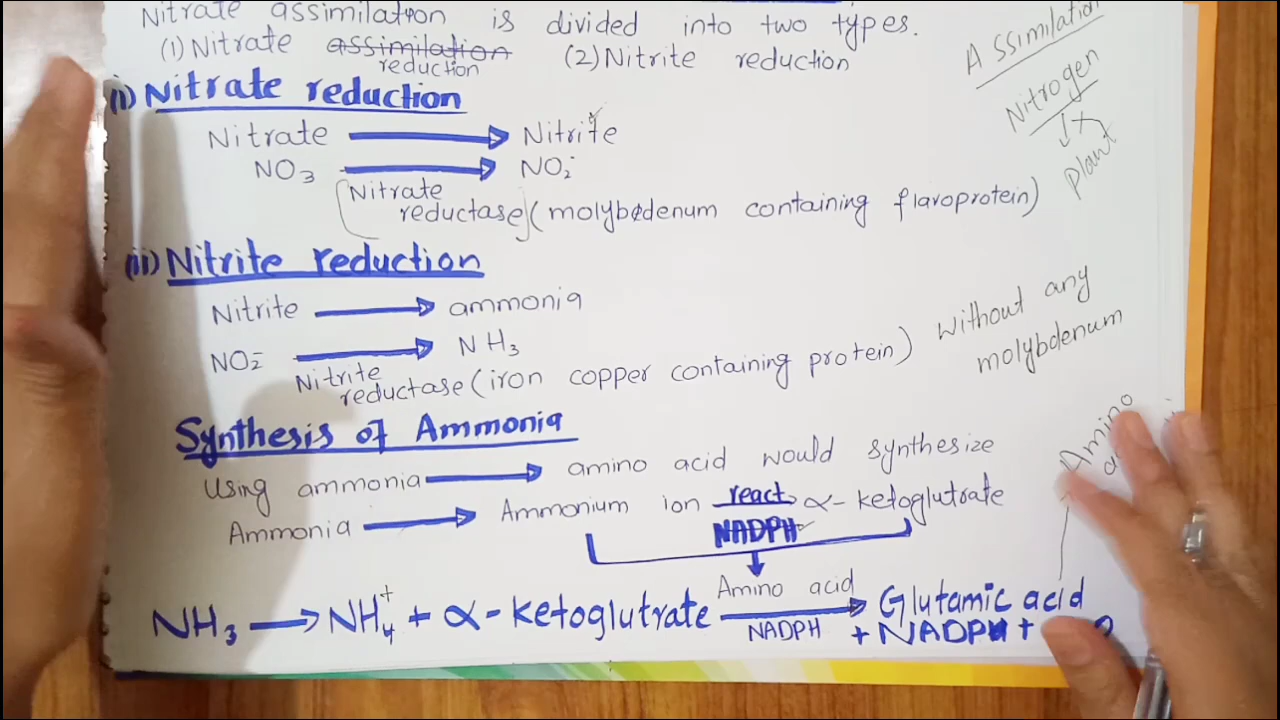 Nitrate assimilation is divided into two types.
(1) Nitrate assimilation (2) Nitrite reduction
reduction
(i) Nitrate reduction
Nitrate → Nitrite
NO3 → NO2-
Nitrate
reductase (molybdenum containing flavoprotein)
(ii) Nitrite reduction
Nitrite → ammonia
NO2- → NH3
Nitrite
reductase (iron copper containing protein)
without any
molybdenum
Synthesis of Ammonia
Using ammonia → amino acid would synthesize
Ammonia → Ammonium ion react α-ketoglutrate
NADPH
NH3 → NH4+ + α-ketoglutrate Amino acid → Glutamic acid
NADPH + NADP +
Assimilation
Nitrogen
Plant
Amino